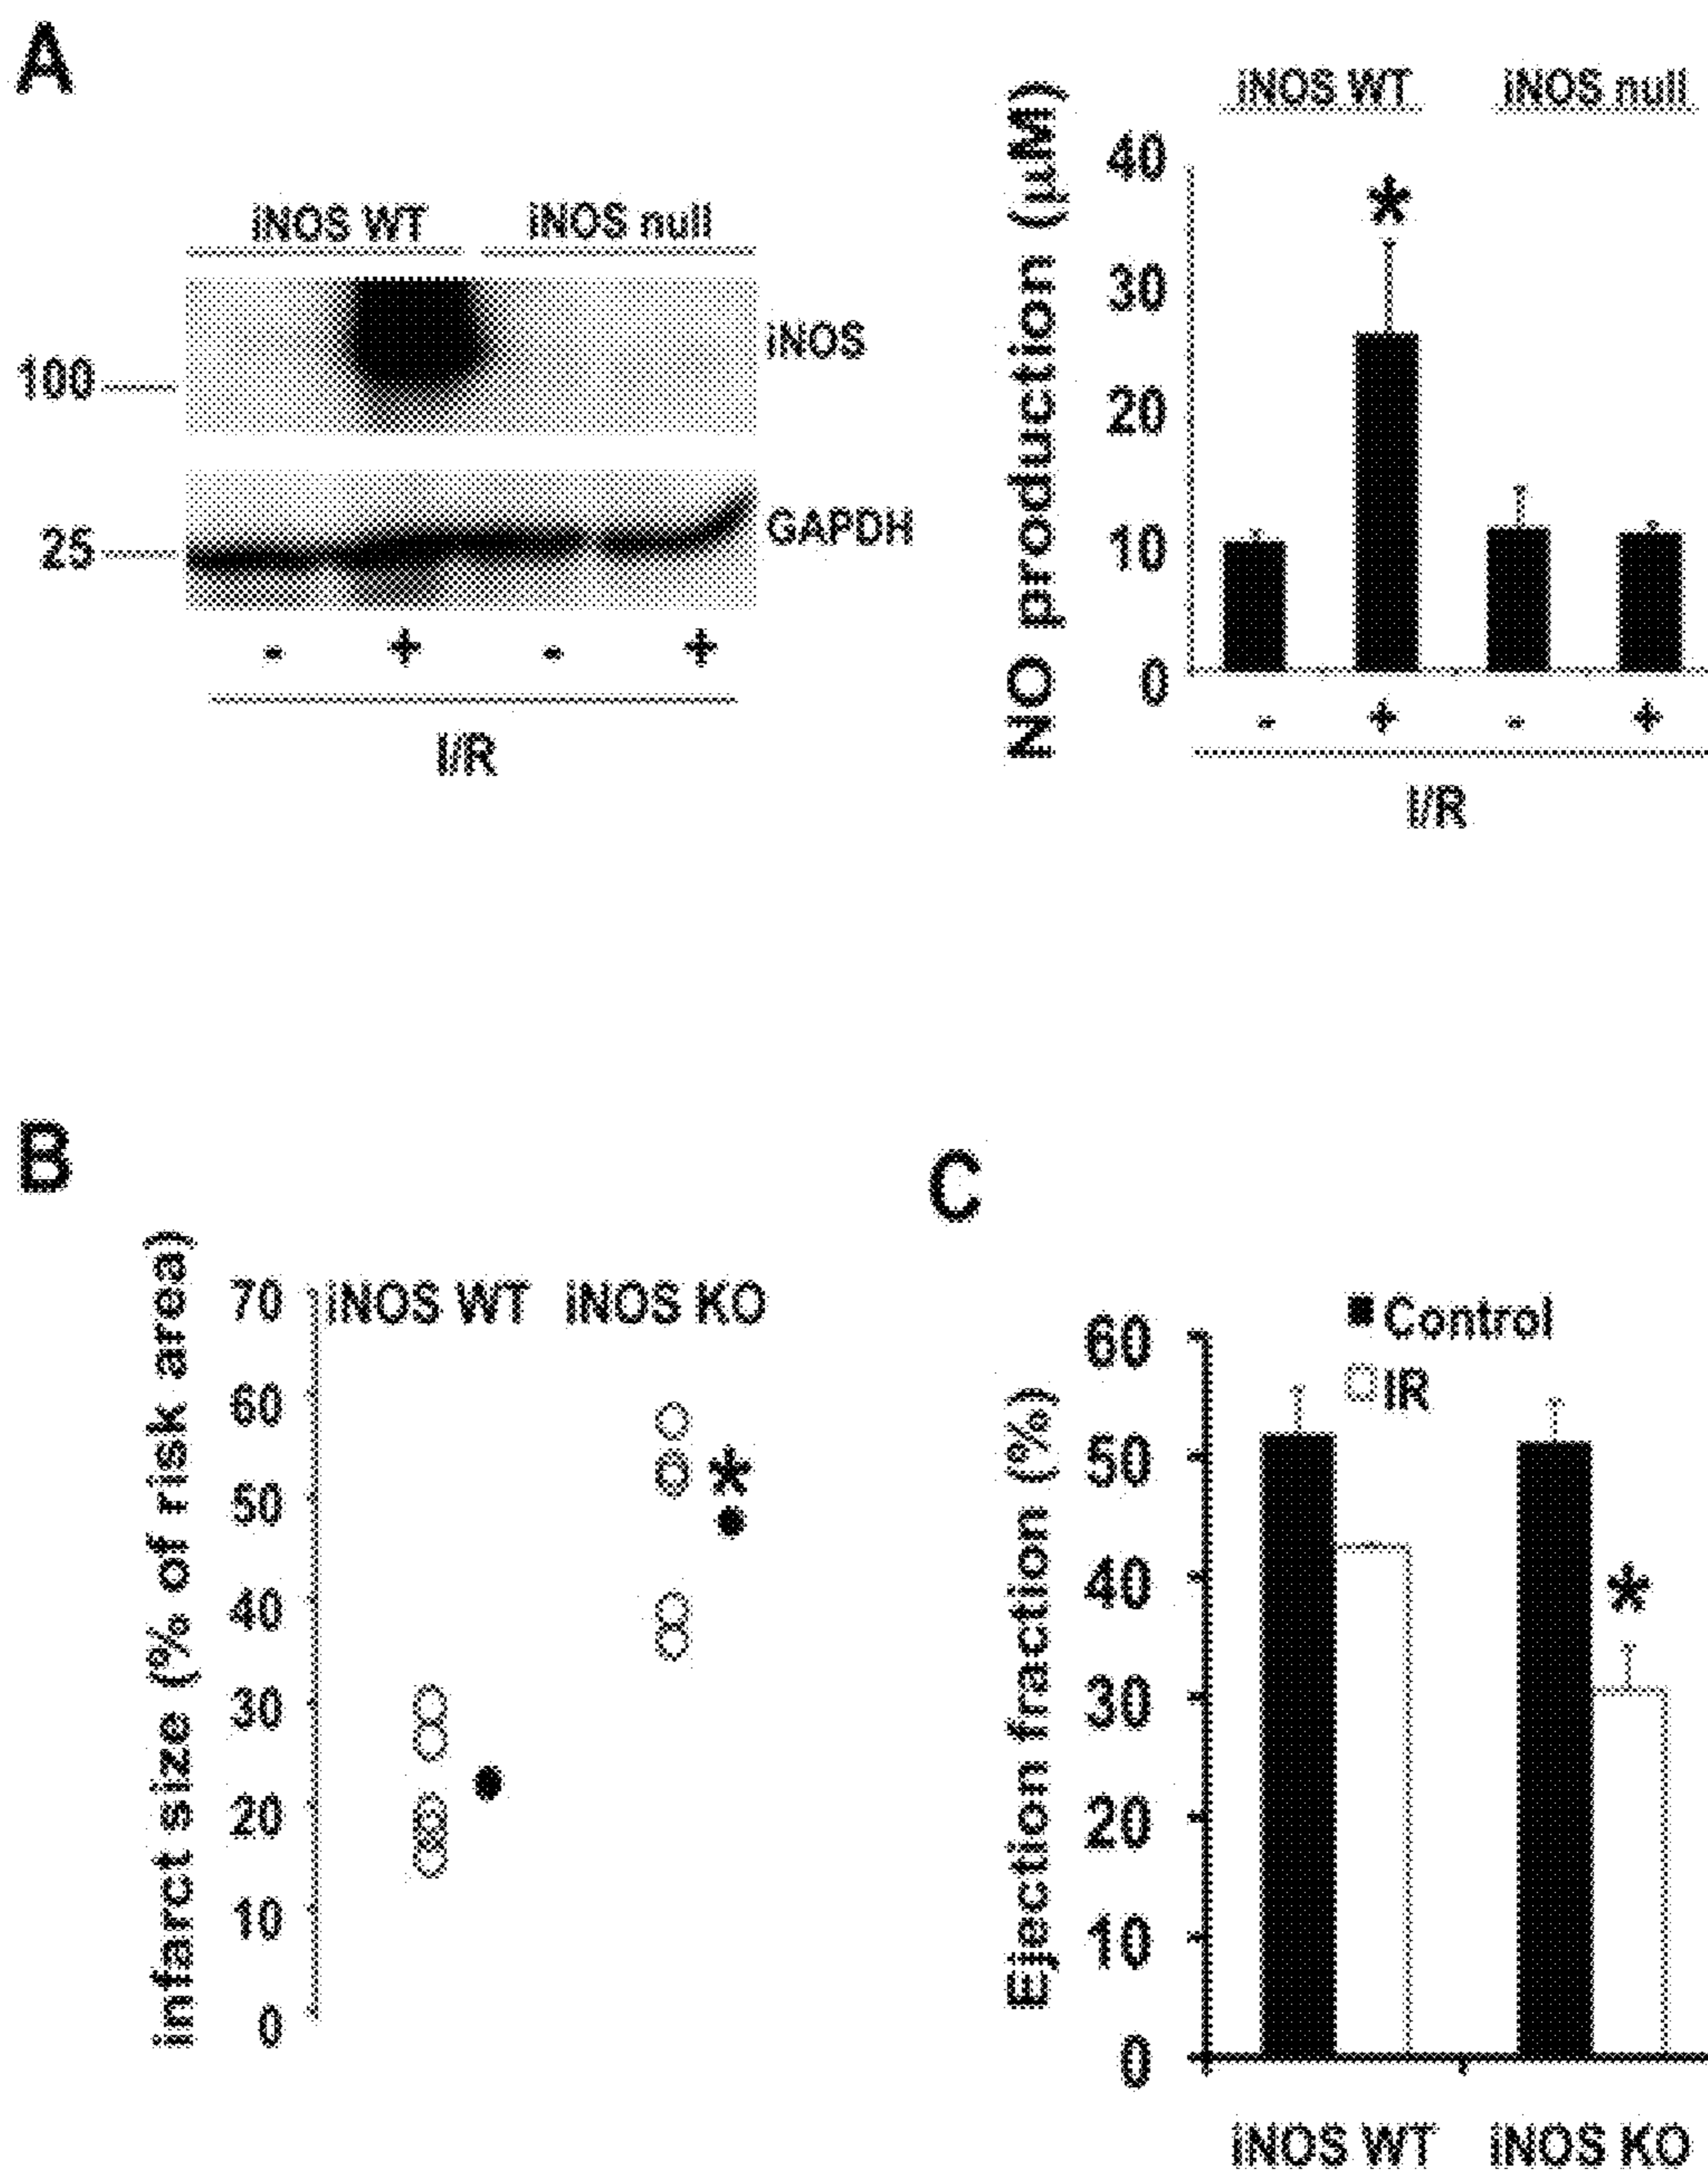 A
iNOS WT iNOS null
iNOS
100
GAPDH
25
- + - +
I/R
iNOS WT iNOS null
NO production (μM)
40
*
30
20
10
0
- + - +
I/R
B
infarct size (% of risk area)
iNOS WT iNOS KO
70
60
*
50
40
30
20
10
0
C
Ejection fraction (%)
Control
IR
60
50
40
*
30
20
10
0
iNOS WT iNOS KO